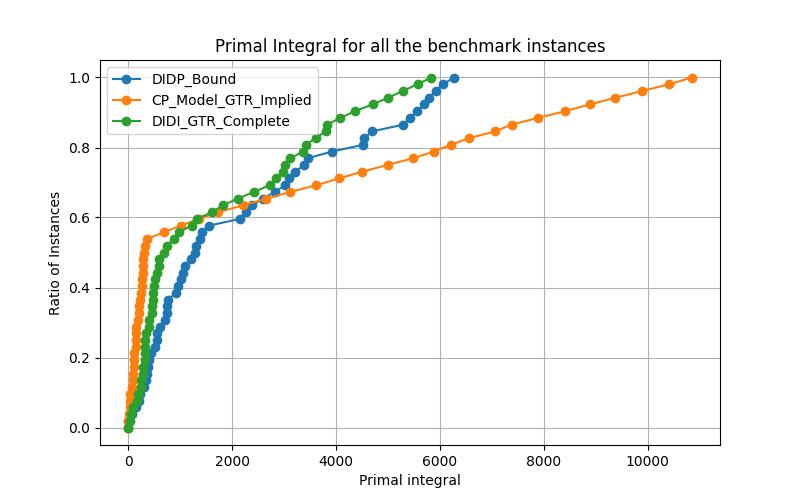 Primal Integral for all the benchmark instances
DIDP_Bound
CP_Model_GTR_Implied
DIDI_GTR_Complete
1.0
0.8
0.6
0.4
0.2
0.0
Ratio of Instances
0 2000 4000 6000 8000 10000
Primal integral